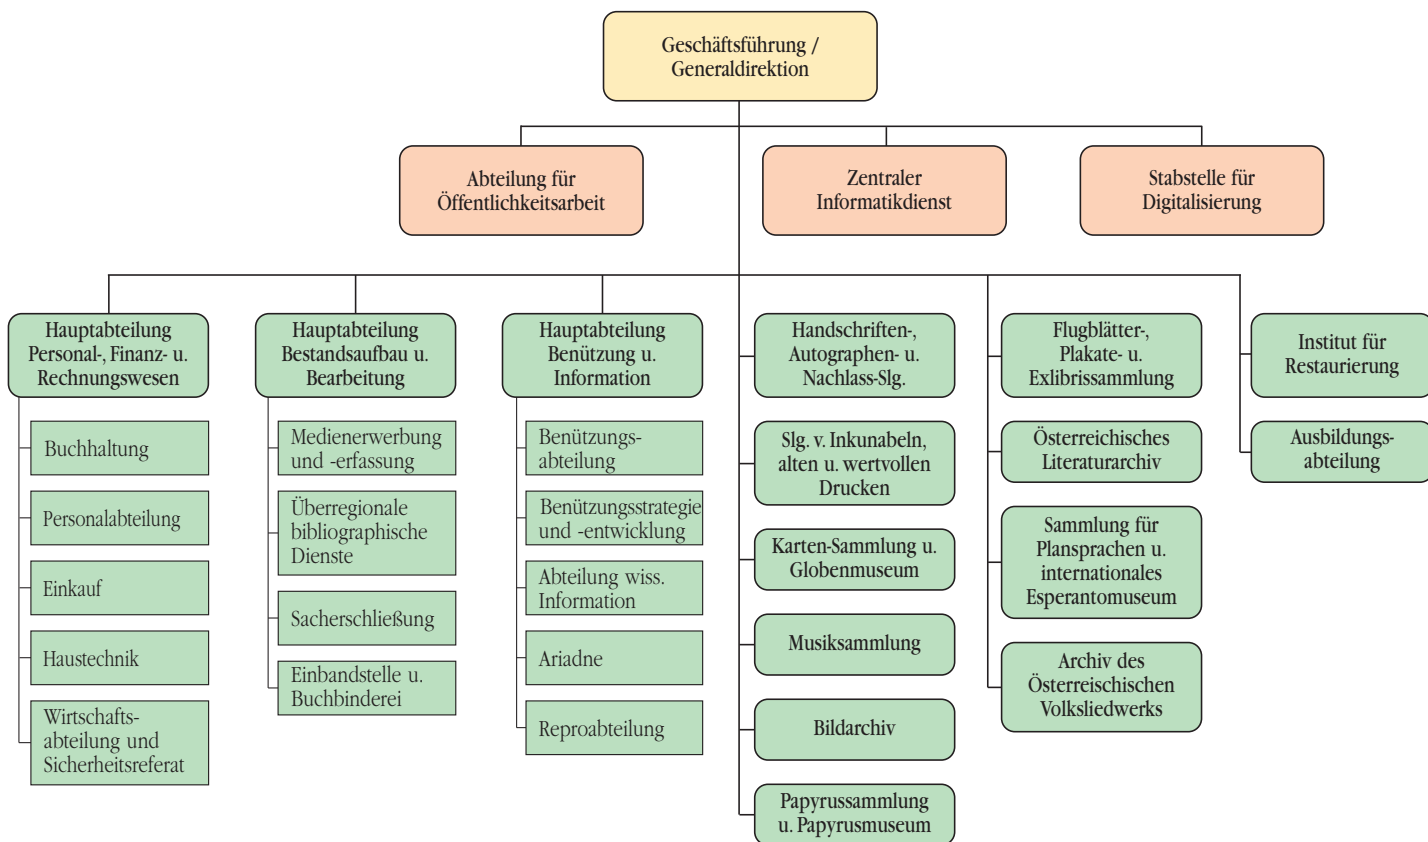 Geschäftsführung /
Generaldirektion
Abteilung für
Öffentlichkeitsarbeit
Zentraler
Informatikdienst
Stabstelle für
Digitalisierung
Hauptabteilung
Personal-, Finanz- u.
Rechnungswesen
Buchhaltung
Personalabteilung
Einkauf
Haustechnik
Wirtschafts-
abteilung und
Sicherheitsreferat
Hauptabteilung
Bestandsaufbau u.
Bearbeitung
Medienerwerbung
und -erfassung
Überregionale
bibliographische
Dienste
Sacherschließung
Einbandstelle u.
Buchbinderei
Hauptabteilung
Benützung u.
Information
Benützungs-
abteilung
Benützungsstrategie
und -entwicklung
Abteilung wiss.
Information
Ariadne
Reproabteilung
Handschriften-,
Autographen- u.
Nachlass-Slg.
Slg. v. Inkunabeln,
alten u. wertvollen
Drucken
Karten-Sammlung u.
Globenmuseum
Musiksammlung
Bildarchiv
Papyrussammlung
u. Papyrusmuseum
Flugblätter-,
Plakate- u.
Exlibrissammlung
Österreichisches
Literaturarchiv
Sammlung für
Plansprachen u.
internationales
Esperantomuseum
Archiv des
Österreischischen
Volksliedwerks
Institut für
Restaurierung
Ausbildungs-
abteilung